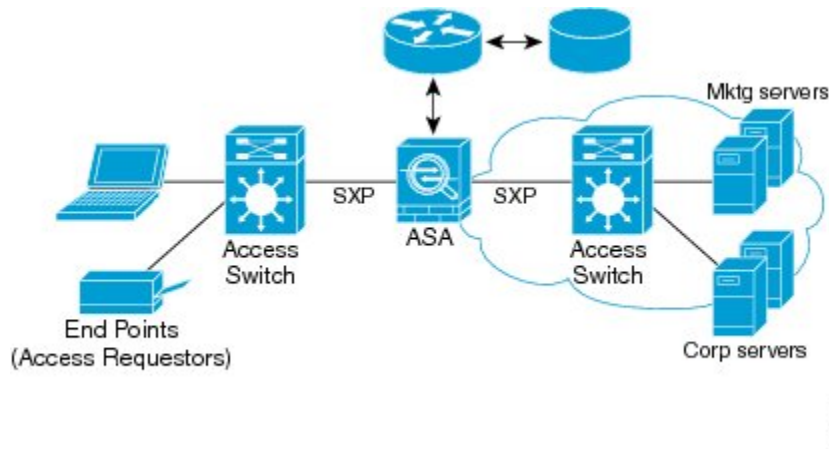 Mktg servers
SXP
SXP
ASA
Access
Switch
Access
Switch
End Points
(Access Requestors)
Corp servers